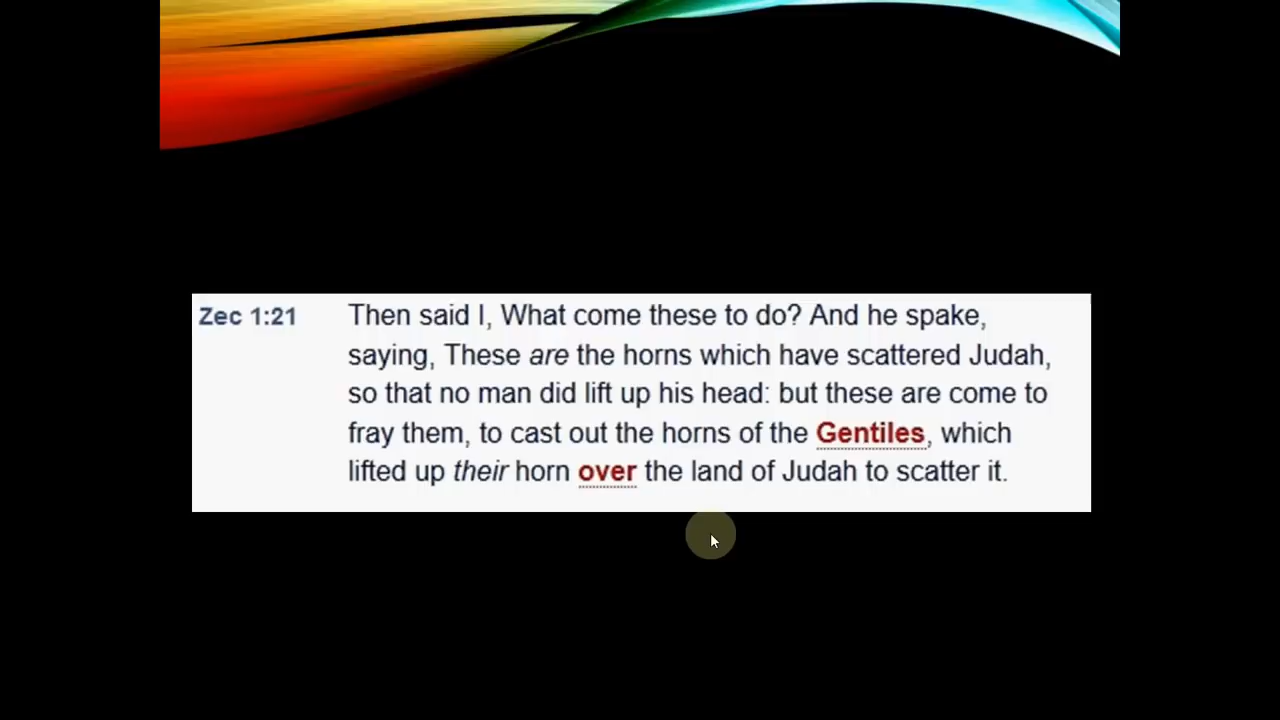 Zec 1:21 Then said I, What come these to do? And he spake,
saying, These are the horns which have scattered Judah,
so that no man did lift up his head: but these are come to
fray them, to cast out the horns of the Gentiles, which
lifted up their horn over the land of Judah to scatter it.